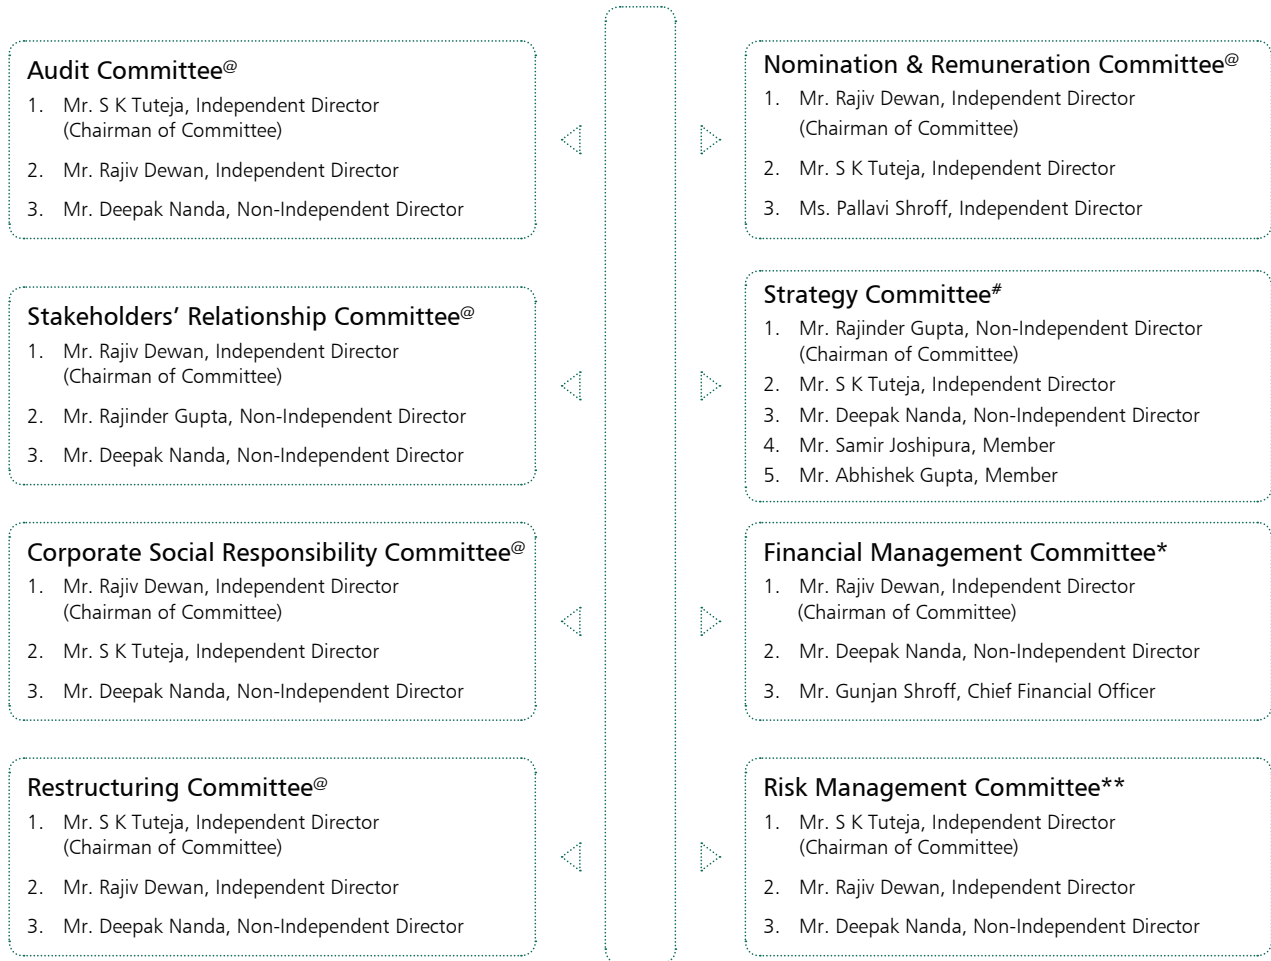 Audit Committee@
1. Mr. S K Tuteja, Independent Director
(Chairman of Committee)
2. Mr. Rajiv Dewan, Independent Director
3. Mr. Deepak Nanda, Non-Independent Director
Stakeholders’ Relationship Committee@
1. Mr. Rajiv Dewan, Independent Director
(Chairman of Committee)
2. Mr. Rajinder Gupta, Non-Independent Director
3. Mr. Deepak Nanda, Non-Independent Director
Corporate Social Responsibility Committee@
1. Mr. Rajiv Dewan, Independent Director
(Chairman of Committee)
2. Mr. S K Tuteja, Independent Director
3. Mr. Deepak Nanda, Non-Independent Director
Restructuring Committee@
1. Mr. S K Tuteja, Independent Director
(Chairman of Committee)
2. Mr. Rajiv Dewan, Independent Director
3. Mr. Deepak Nanda, Non-Independent Director
Nomination & Remuneration Committee@
1. Mr. Rajiv Dewan, Independent Director
(Chairman of Committee)
2. Mr. S K Tuteja, Independent Director
3. Ms. Pallavi Shroff, Independent Director
Strategy Committee#
1. Mr. Rajinder Gupta, Non-Independent Director
(Chairman of Committee)
2. Mr. S K Tuteja, Independent Director
3. Mr. Deepak Nanda, Non-Independent Director
4. Mr. Samir Joshipura, Member
5. Mr. Abhishek Gupta, Member
Financial Management Committee*
1. Mr. Rajiv Dewan, Independent Director
(Chairman of Committee)
2. Mr. Deepak Nanda, Non-Independent Director
3. Mr. Gunjan Shroff, Chief Financial Officer
Risk Management Committee**
1. Mr. S K Tuteja, Independent Director
(Chairman of Committee)
2. Mr. Rajiv Dewan, Independent Director
3. Mr. Deepak Nanda, Non-Independent Director